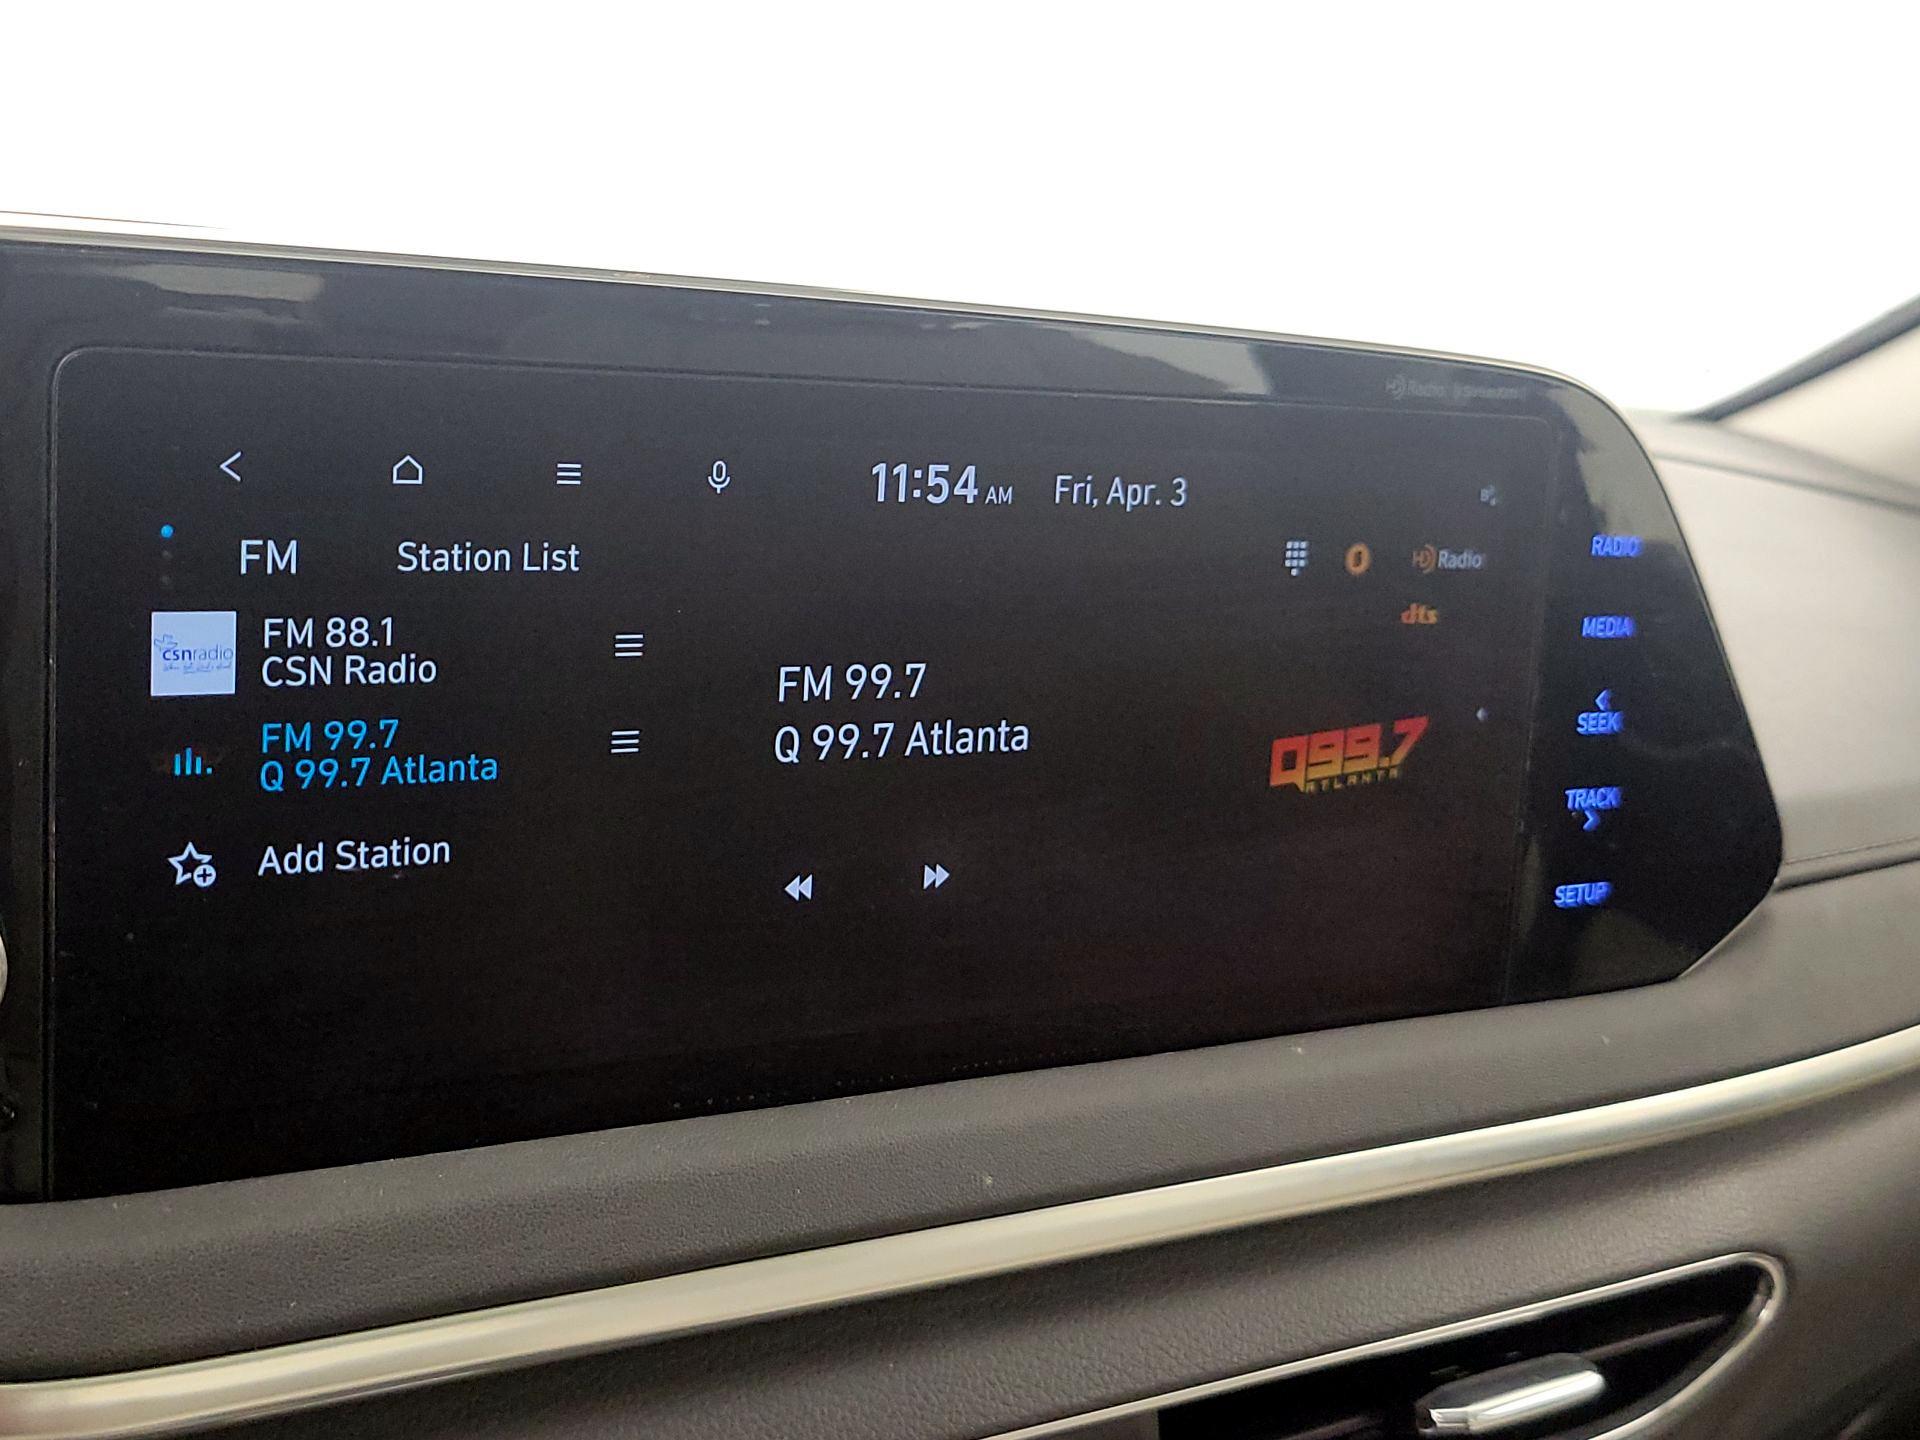 HD Radio
11:54 AM Fri, Apr. 3
FM Station List
HD Radio
dts
RADIO
MEDIA
SEEK
TRACK
SETUP
csnradio
FM 88.1
CSN Radio
FM 99.7
Q 99.7 Atlanta
Add Station
FM 99.7
Q 99.7 Atlanta
Q99.7
ATLANTA